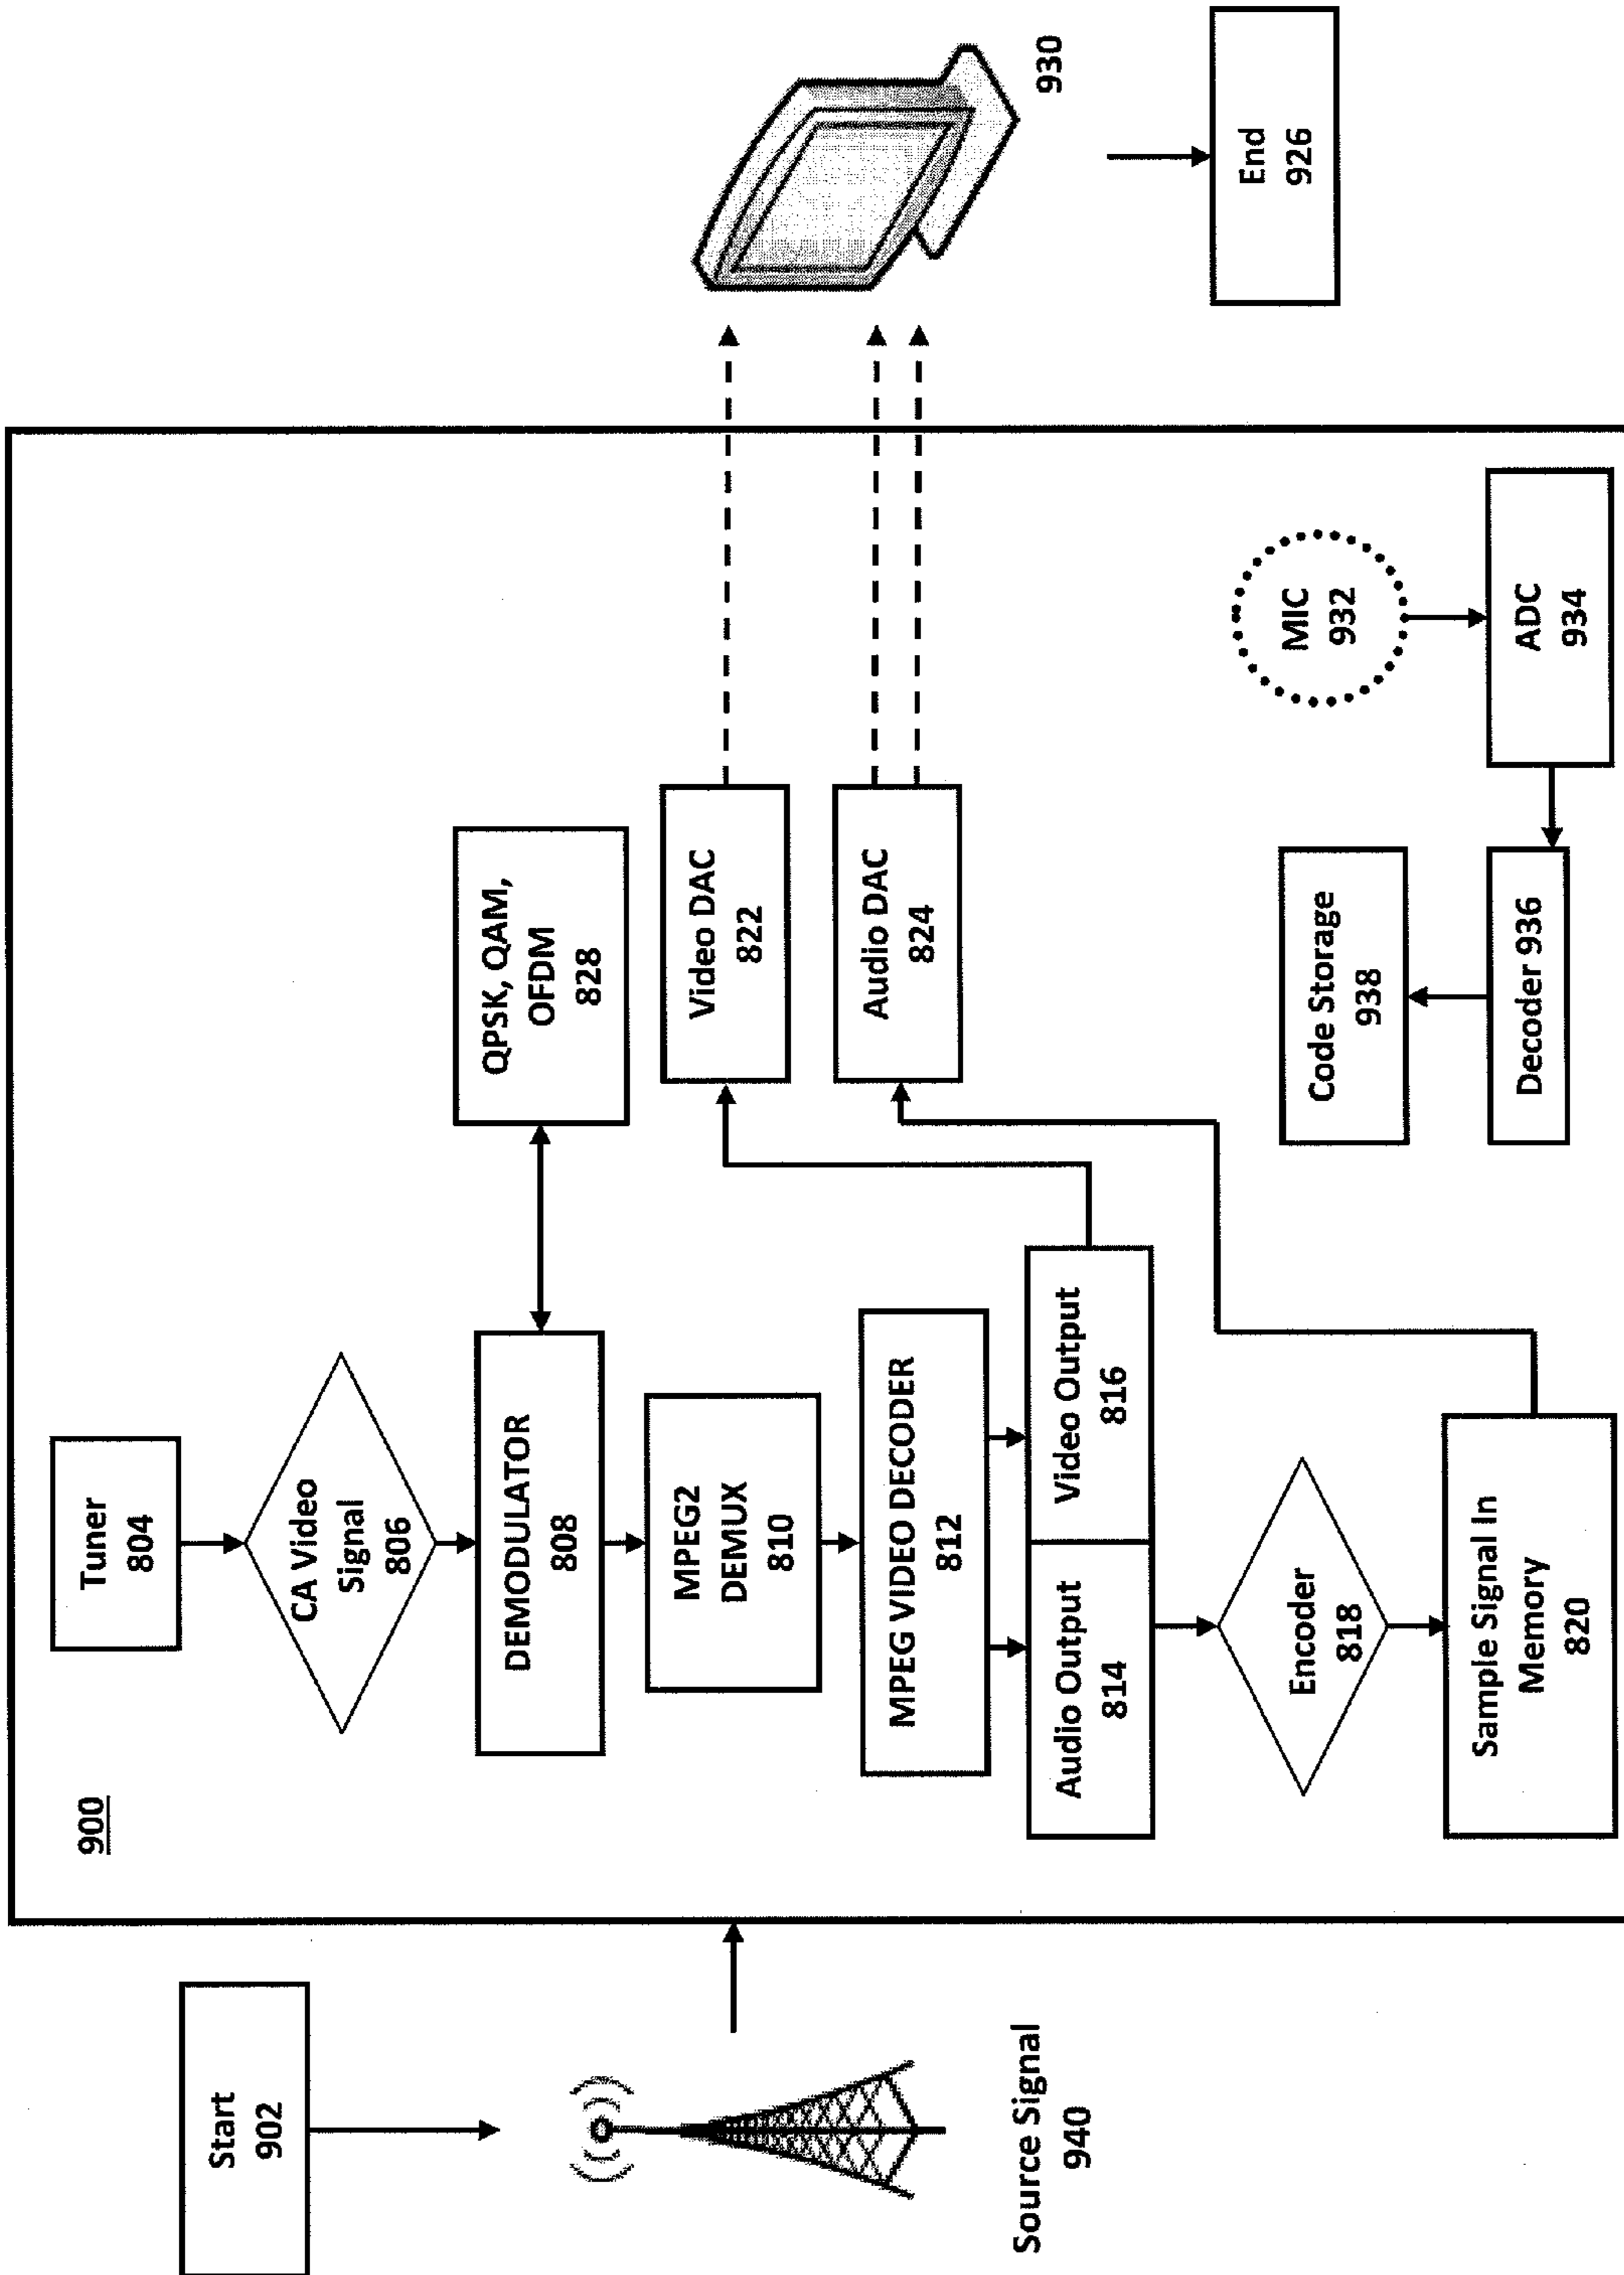 Start
902
Source Signal
940
900
Tuner
804
CA Video
Signal
806
DEMODULATOR
808
QPSK, QAM,
OFDM
828
MPEG2
DEMUX
810
MPEG VIDEO DECODER
812
Audio Output
814
Video Output
816
Encoder
818
Sample Signal In
Memory
820
Video DAC
822
Audio DAC
824
MIC
932
ADC
934
Decoder 936
Code Storage
938
930
End
926